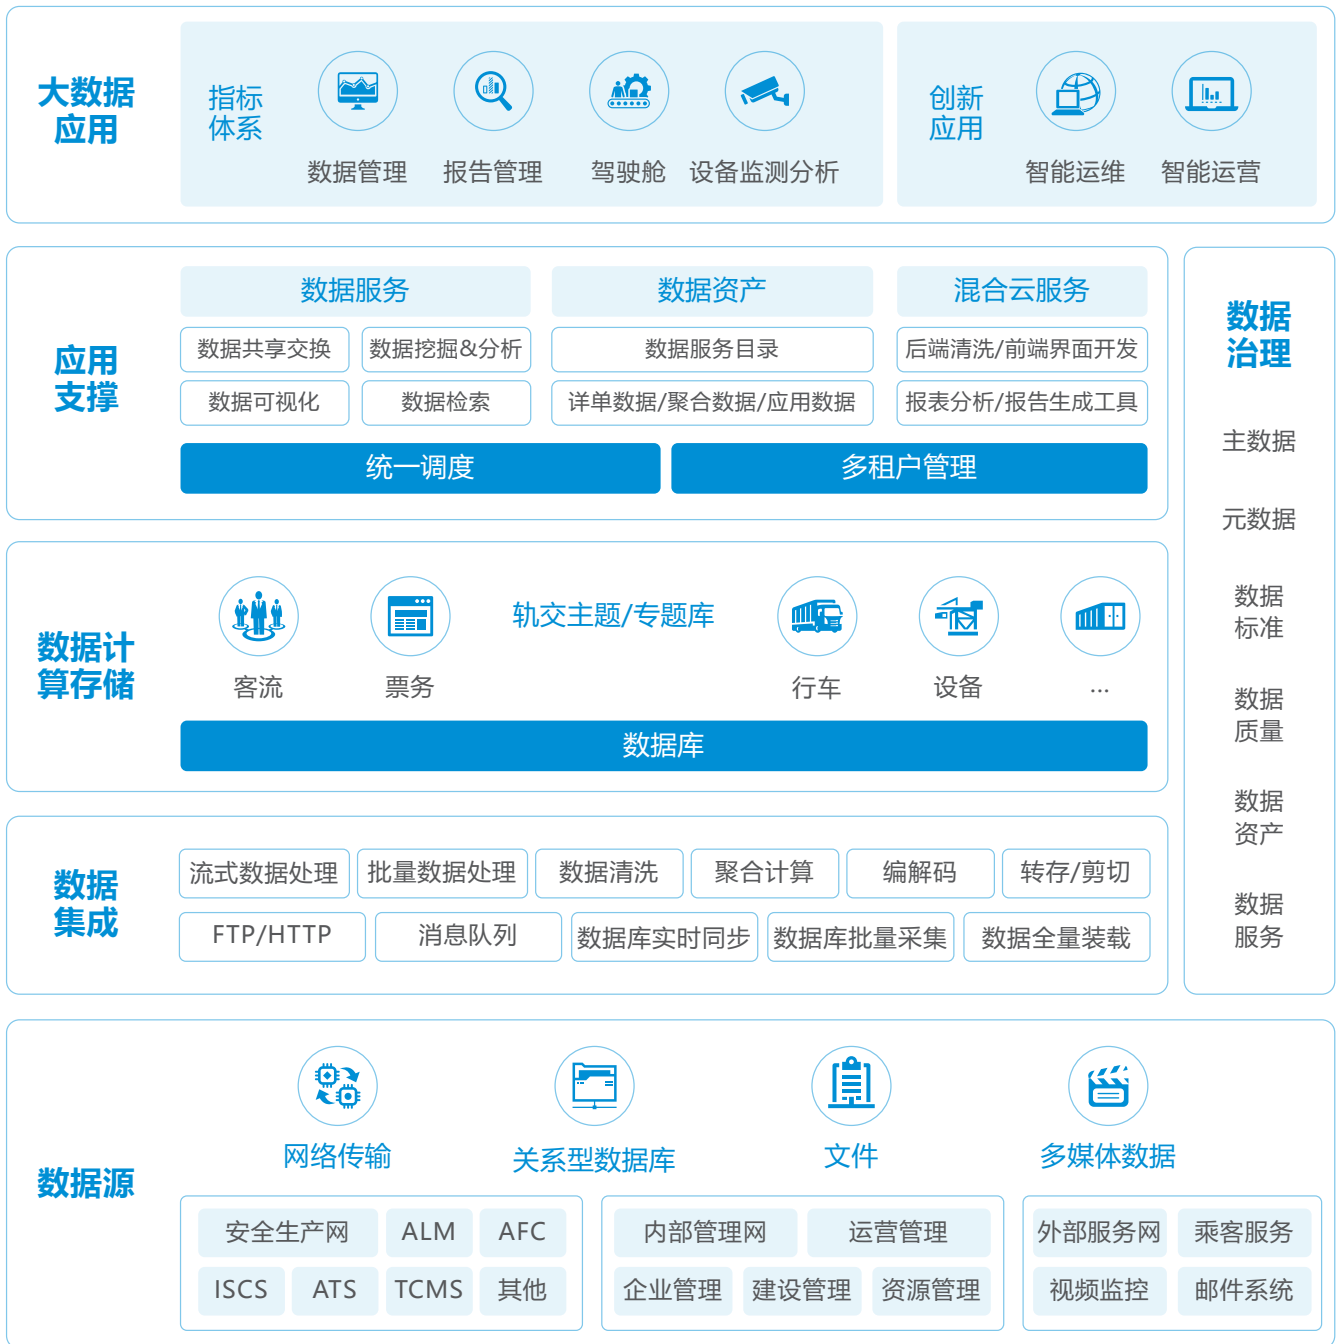 大数据
应用
指标
体系
数据管理
报告管理
驾驶舱
设备监测分析
创新
应用
智能运维
智能运营
应用
支撑
数据服务
数据资产
混合云服务
数据共享交换
数据挖掘&分析
数据服务目录
后端清洗/前端界面开发
数据可视化
数据检索
详单数据/聚合数据/应用数据
报表分析/报告生成工具
统一调度
多租户管理
数据
治理
主数据
元数据
数据
标准
数据
质量
数据
资产
数据
服务
数据计
算存储
客流
票务
轨交主题/专题库
行车
设备
...
数据库
数据
集成
流式数据处理
批量数据处理
数据清洗
聚合计算
编解码
转存/剪切
FTP/HTTP
消息队列
数据库实时同步
数据库批量采集
数据全量装载
数据源
网络传输
关系型数据库
文件
多媒体数据
安全生产网
ALM
AFC
ISCS
ATS
TCMS
其他
内部管理网
运营管理
企业管理
建设管理
资源管理
外部服务网
乘客服务
视频监控
邮件系统